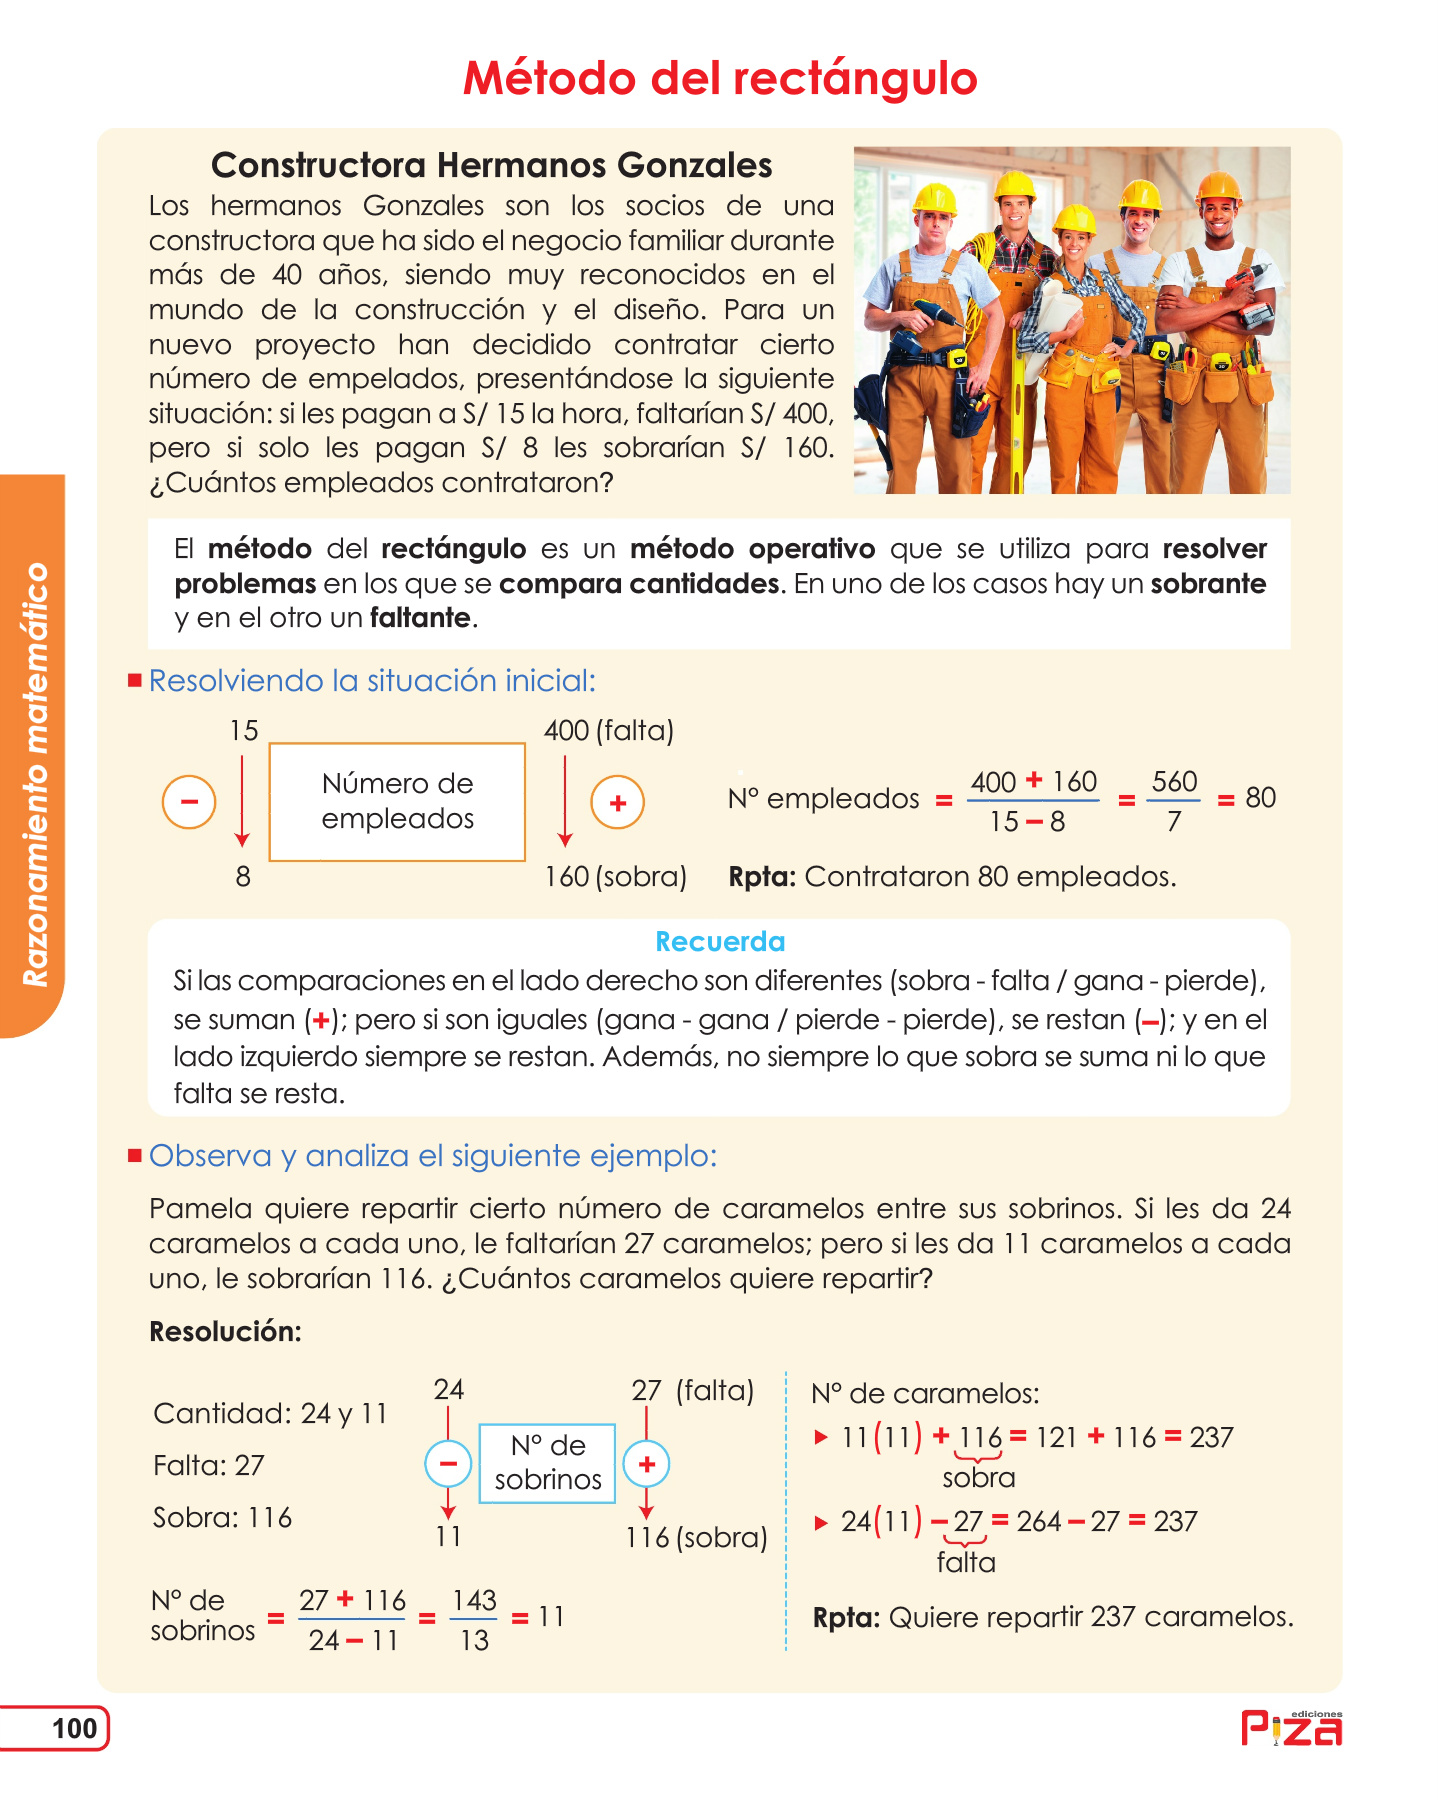 Método del rectángulo
Constructora Hermanos Gonzales
Los hermanos Gonzales son los socios de una
constructora que ha sido el negocio familiar durante
más de 40 años, siendo muy reconocidos en el
mundo de la construcción y el diseño. Para un
nuevo proyecto han decidido contratar cierto
número de empelados, presentándose la siguiente
situación: si les pagan a S/ 15 la hora, faltarían S/ 400,
pero si solo les pagan S/ 8 les sobrarían S/ 160.
¿Cuántos empleados contrataron?
El método del rectángulo es un método operativo que se utiliza para resolver
problemas en los que se compara cantidades. En uno de los casos hay un sobrante
y en el otro un faltante.
Razonamiento matemático
Resolviendo la situación inicial:
15
400 (falta)
–
Número de
empleados
+
8
160 (sobra)
N° empleados = 400 + 160 / 15 – 8 = 560 / 7 = 80
Rpta: Contrataron 80 empleados.
Recuerda
Si las comparaciones en el lado derecho son diferentes (sobra - falta / gana - pierde),
se suman (+); pero si son iguales (gana - gana / pierde - pierde), se restan (–); y en el
lado izquierdo siempre se restan. Además, no siempre lo que sobra se suma ni lo que
falta se resta.
Observa y analiza el siguiente ejemplo:
Pamela quiere repartir cierto número de caramelos entre sus sobrinos. Si les da 24
caramelos a cada uno, le faltarían 27 caramelos; pero si les da 11 caramelos a cada
uno, le sobrarían 116. ¿Cuántos caramelos quiere repartir?
Resolución:
Cantidad: 24 y 11
Falta: 27
Sobra: 116
24
27 (falta)
–
N° de
sobrinos
+
11
116 (sobra)
N° de
sobrinos = 27 + 116 / 24 – 11 = 143 / 13 = 11
N° de caramelos:
11(11) + 116 = 121 + 116 = 237
sobra
24(11) – 27 = 264 – 27 = 237
falta
Rpta: Quiere repartir 237 caramelos.
100
ediciones
Piza